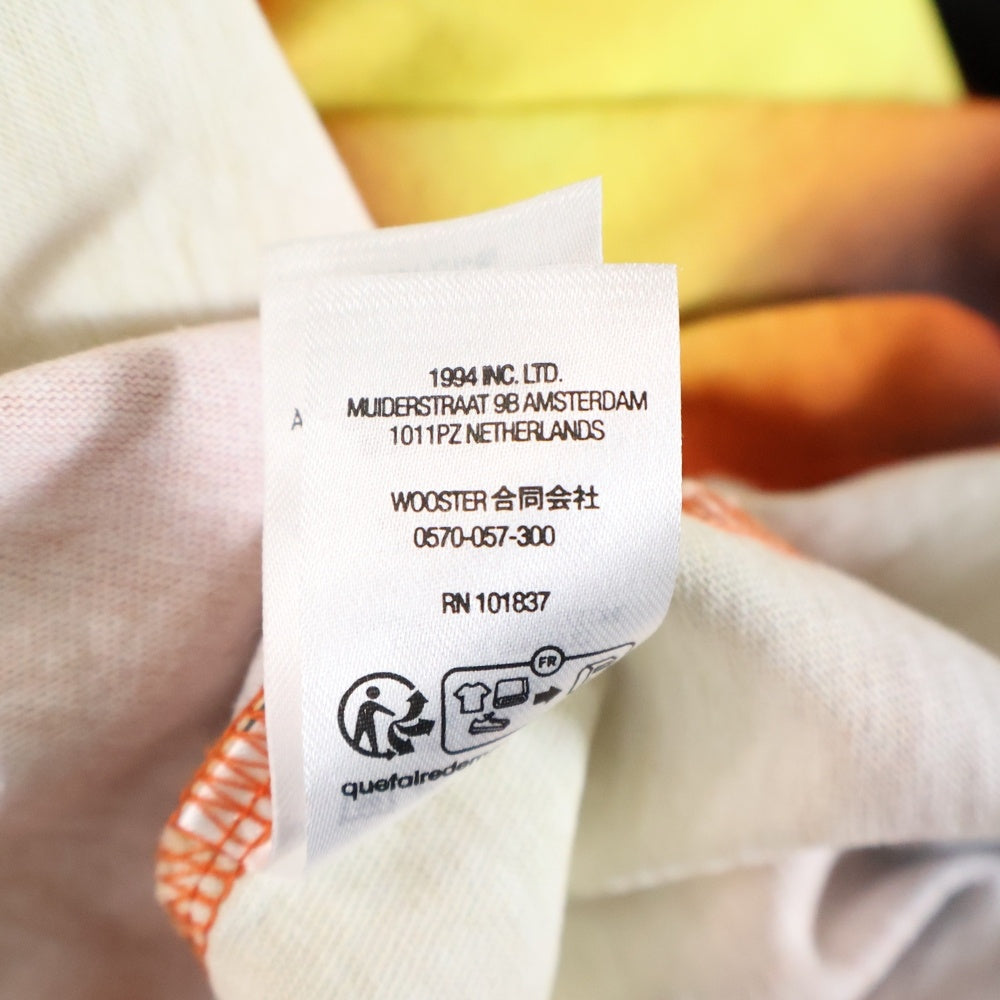 1994 INC. LTD.
MUIDERSTRAAT 9B AMSTERDAM
1011PZ NETHERLANDS
A
WOOSTER 合同会社
0570-057-300
RN 101837
FR